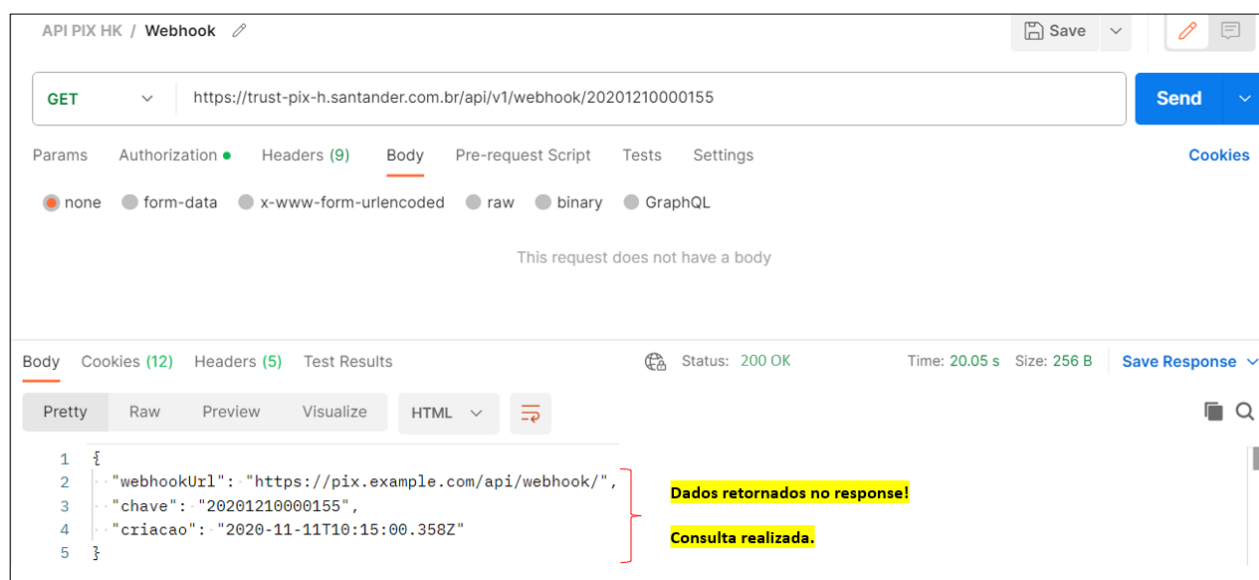 API PIX HK / Webhook
Save
GET
https://trust-pix-h.santander.com.br/api/v1/webhook/20201210000155
Send
Params Authorization Headers (9) Body Pre-request Script Tests Settings Cookies
none form-data x-www-form-urlencoded raw binary GraphQL
This request does not have a body
Body Cookies (12) Headers (5) Test Results Status: 200 OK Time: 20.05 s Size: 256 B Save Response
Pretty Raw Preview Visualize HTML
1 {
2 "webhookUrl": "https://pix.example.com/api/webhook/",
3 "chave": "20201210000155",
4 "criacao": "2020-11-11T10:15:00.358Z"
5 }
Dados retornados no response!
Consulta realizada.